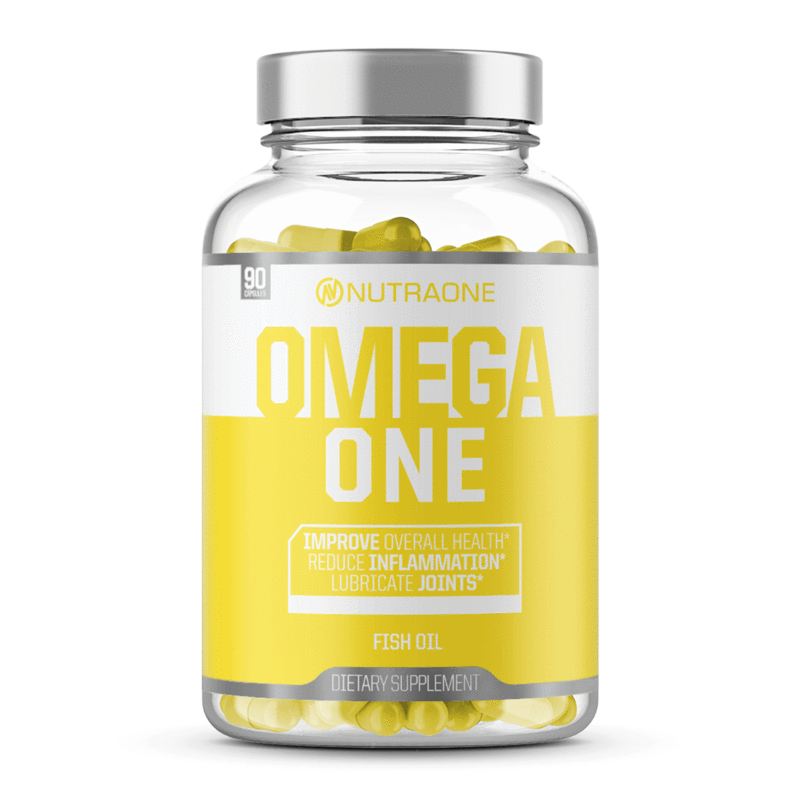 90
CAPSULES
NUTRAONE
OMEGA
ONE
IMPROVE OVERALL HEALTH*
REDUCE INFLAMMATION*
LUBRICATE JOINTS*
FISH OIL
DIETARY SUPPLEMENT